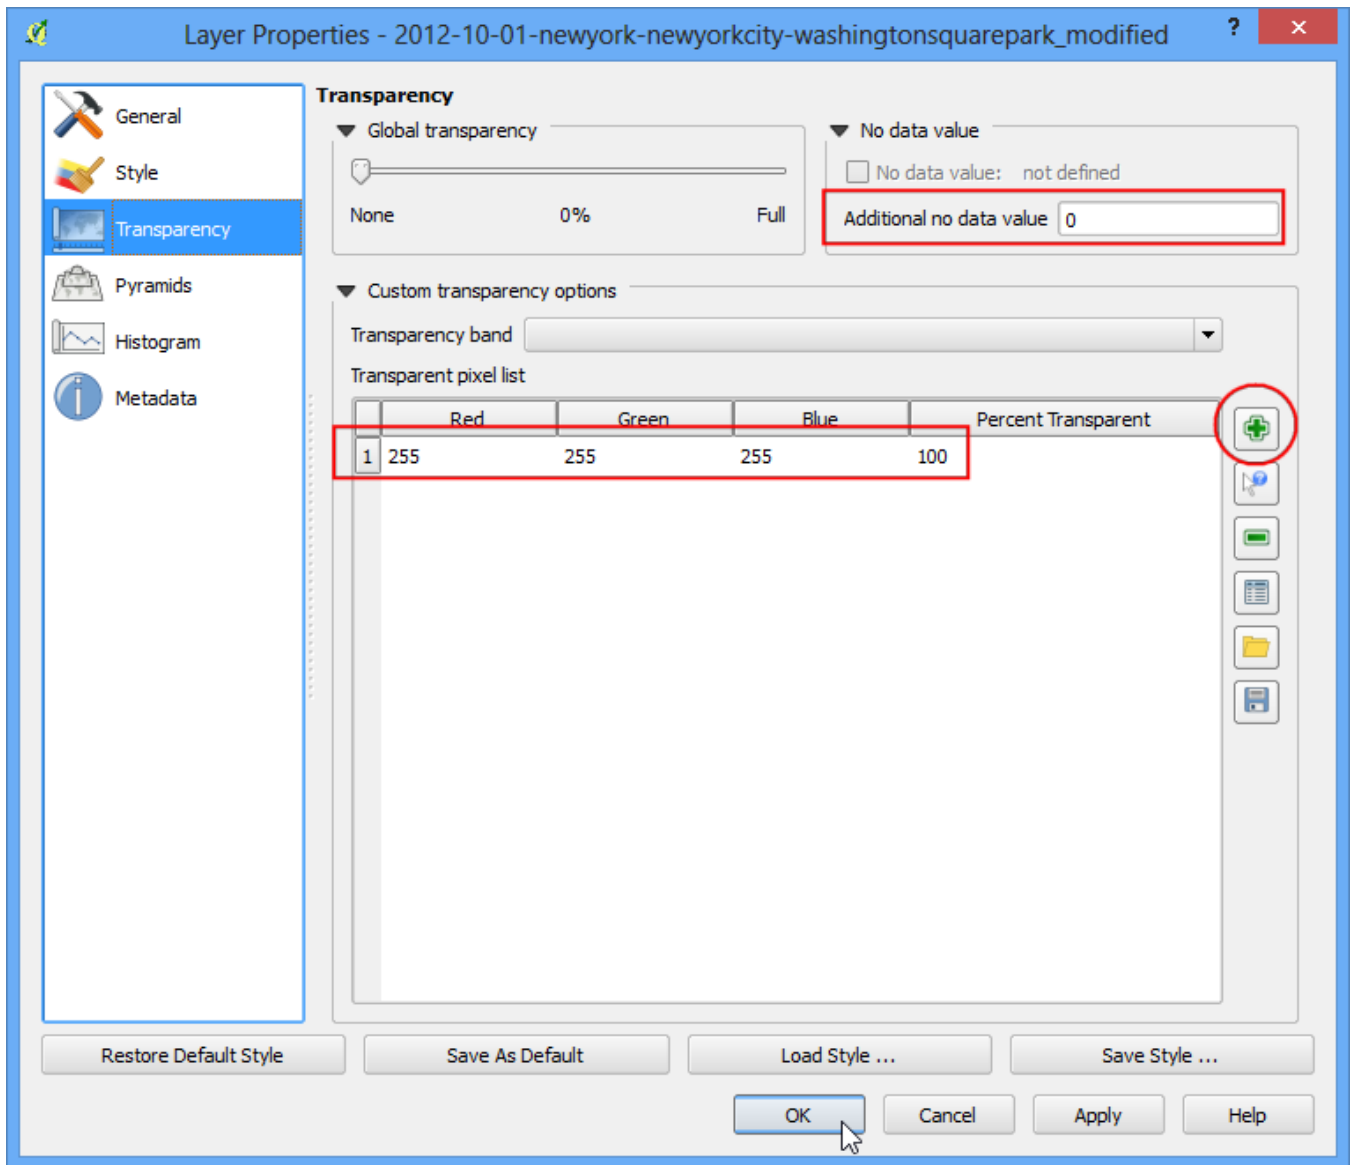 Layer Properties - 2012-10-01-newyork-newyorkcity-washingtonsquarepark_modified ?
General
Style
Transparency
Pyramids
Histogram
Metadata
Transparency
Global transparency
None 0% Full
No data value
No data value: not defined
Additional no data value 0
Custom transparency options
Transparency band
Transparent pixel list
Red Green Blue Percent Transparent
1 255 255 255 100
Restore Default Style Save As Default Load Style ... Save Style ...
OK Cancel Apply Help